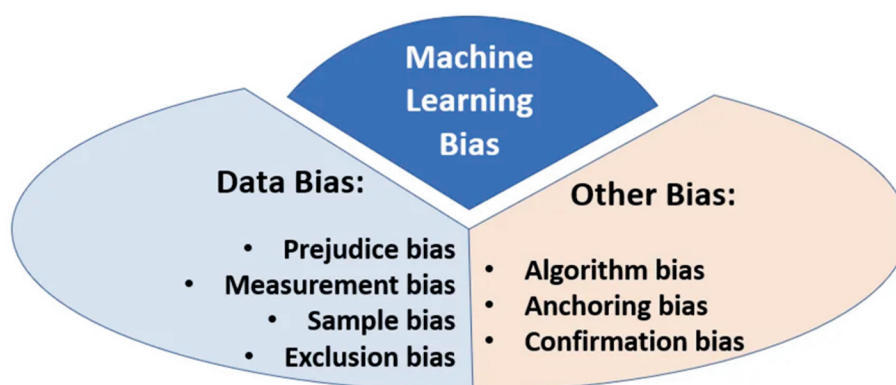 Machine
Learning
Bias
Data Bias:
• Prejudice bias
• Measurement bias
• Sample bias
• Exclusion bias
Other Bias:
• Algorithm bias
• Anchoring bias
• Confirmation bias